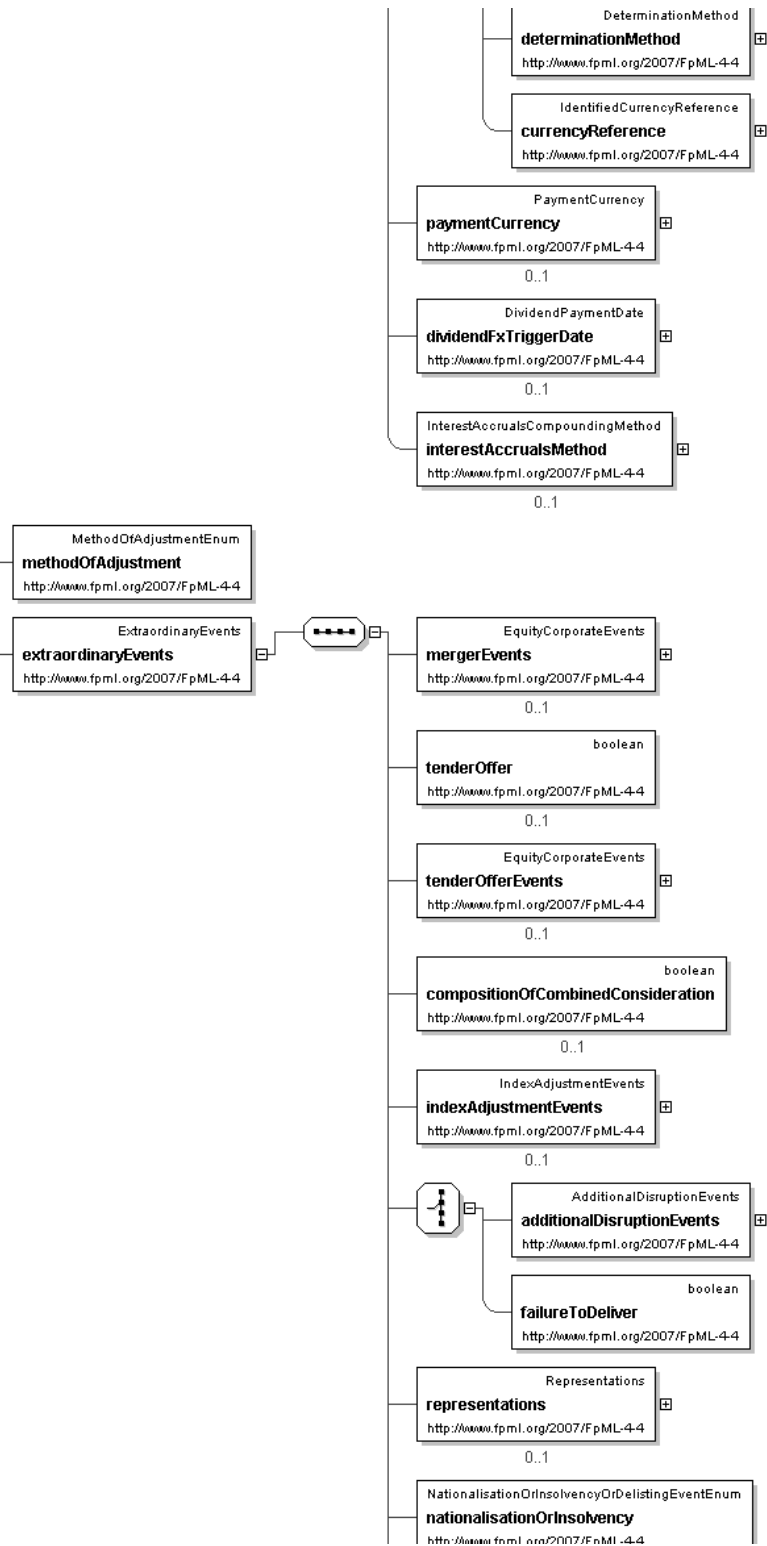 DeterminationMethod
determinationMethod
http://www.fpml.org/2007/FpML-4-4
IdentifiedCurrencyReference
currencyReference
http://www.fpml.org/2007/FpML-4-4
PaymentCurrency
paymentCurrency
http://www.fpml.org/2007/FpML-4-4
0..1
DividendPaymentDate
dividendFxTriggerDate
http://www.fpml.org/2007/FpML-4-4
0..1
InterestAccrualsCompoundingMethod
interestAccrualsMethod
http://www.fpml.org/2007/FpML-4-4
0..1
MethodOfAdjustmentEnum
methodOfAdjustment
http://www.fpml.org/2007/FpML-4-4
ExtraordinaryEvents
extraordinaryEvents
http://www.fpml.org/2007/FpML-4-4
EquityCorporateEvents
mergerEvents
http://www.fpml.org/2007/FpML-4-4
0..1
boolean
tenderOffer
http://www.fpml.org/2007/FpML-4-4
0..1
EquityCorporateEvents
tenderOfferEvents
http://www.fpml.org/2007/FpML-4-4
0..1
boolean
compositionOfCombinedConsideration
http://www.fpml.org/2007/FpML-4-4
0..1
IndexAdjustmentEvents
indexAdjustmentEvents
http://www.fpml.org/2007/FpML-4-4
0..1
AdditionalDisruptionEvents
additionalDisruptionEvents
http://www.fpml.org/2007/FpML-4-4
boolean
failureToDeliver
http://www.fpml.org/2007/FpML-4-4
Representations
representations
http://www.fpml.org/2007/FpML-4-4
0..1
NationalisationOrInsolvencyOrDelistingEventEnum
nationalisationOrInsolvency
http://www.fpml.org/2007/FpML-4-4